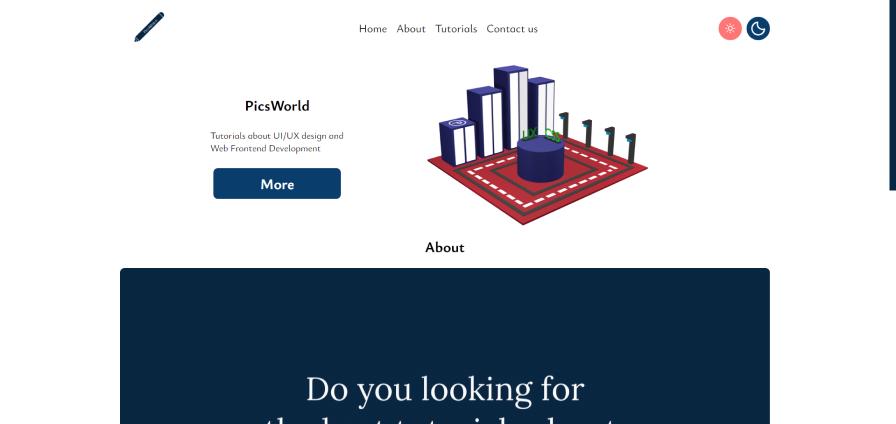 Home About Tutorials Contact us
PicsWorld
Tutorials about UI/UX design and
Web Frontend Development
More
About
Do you looking for